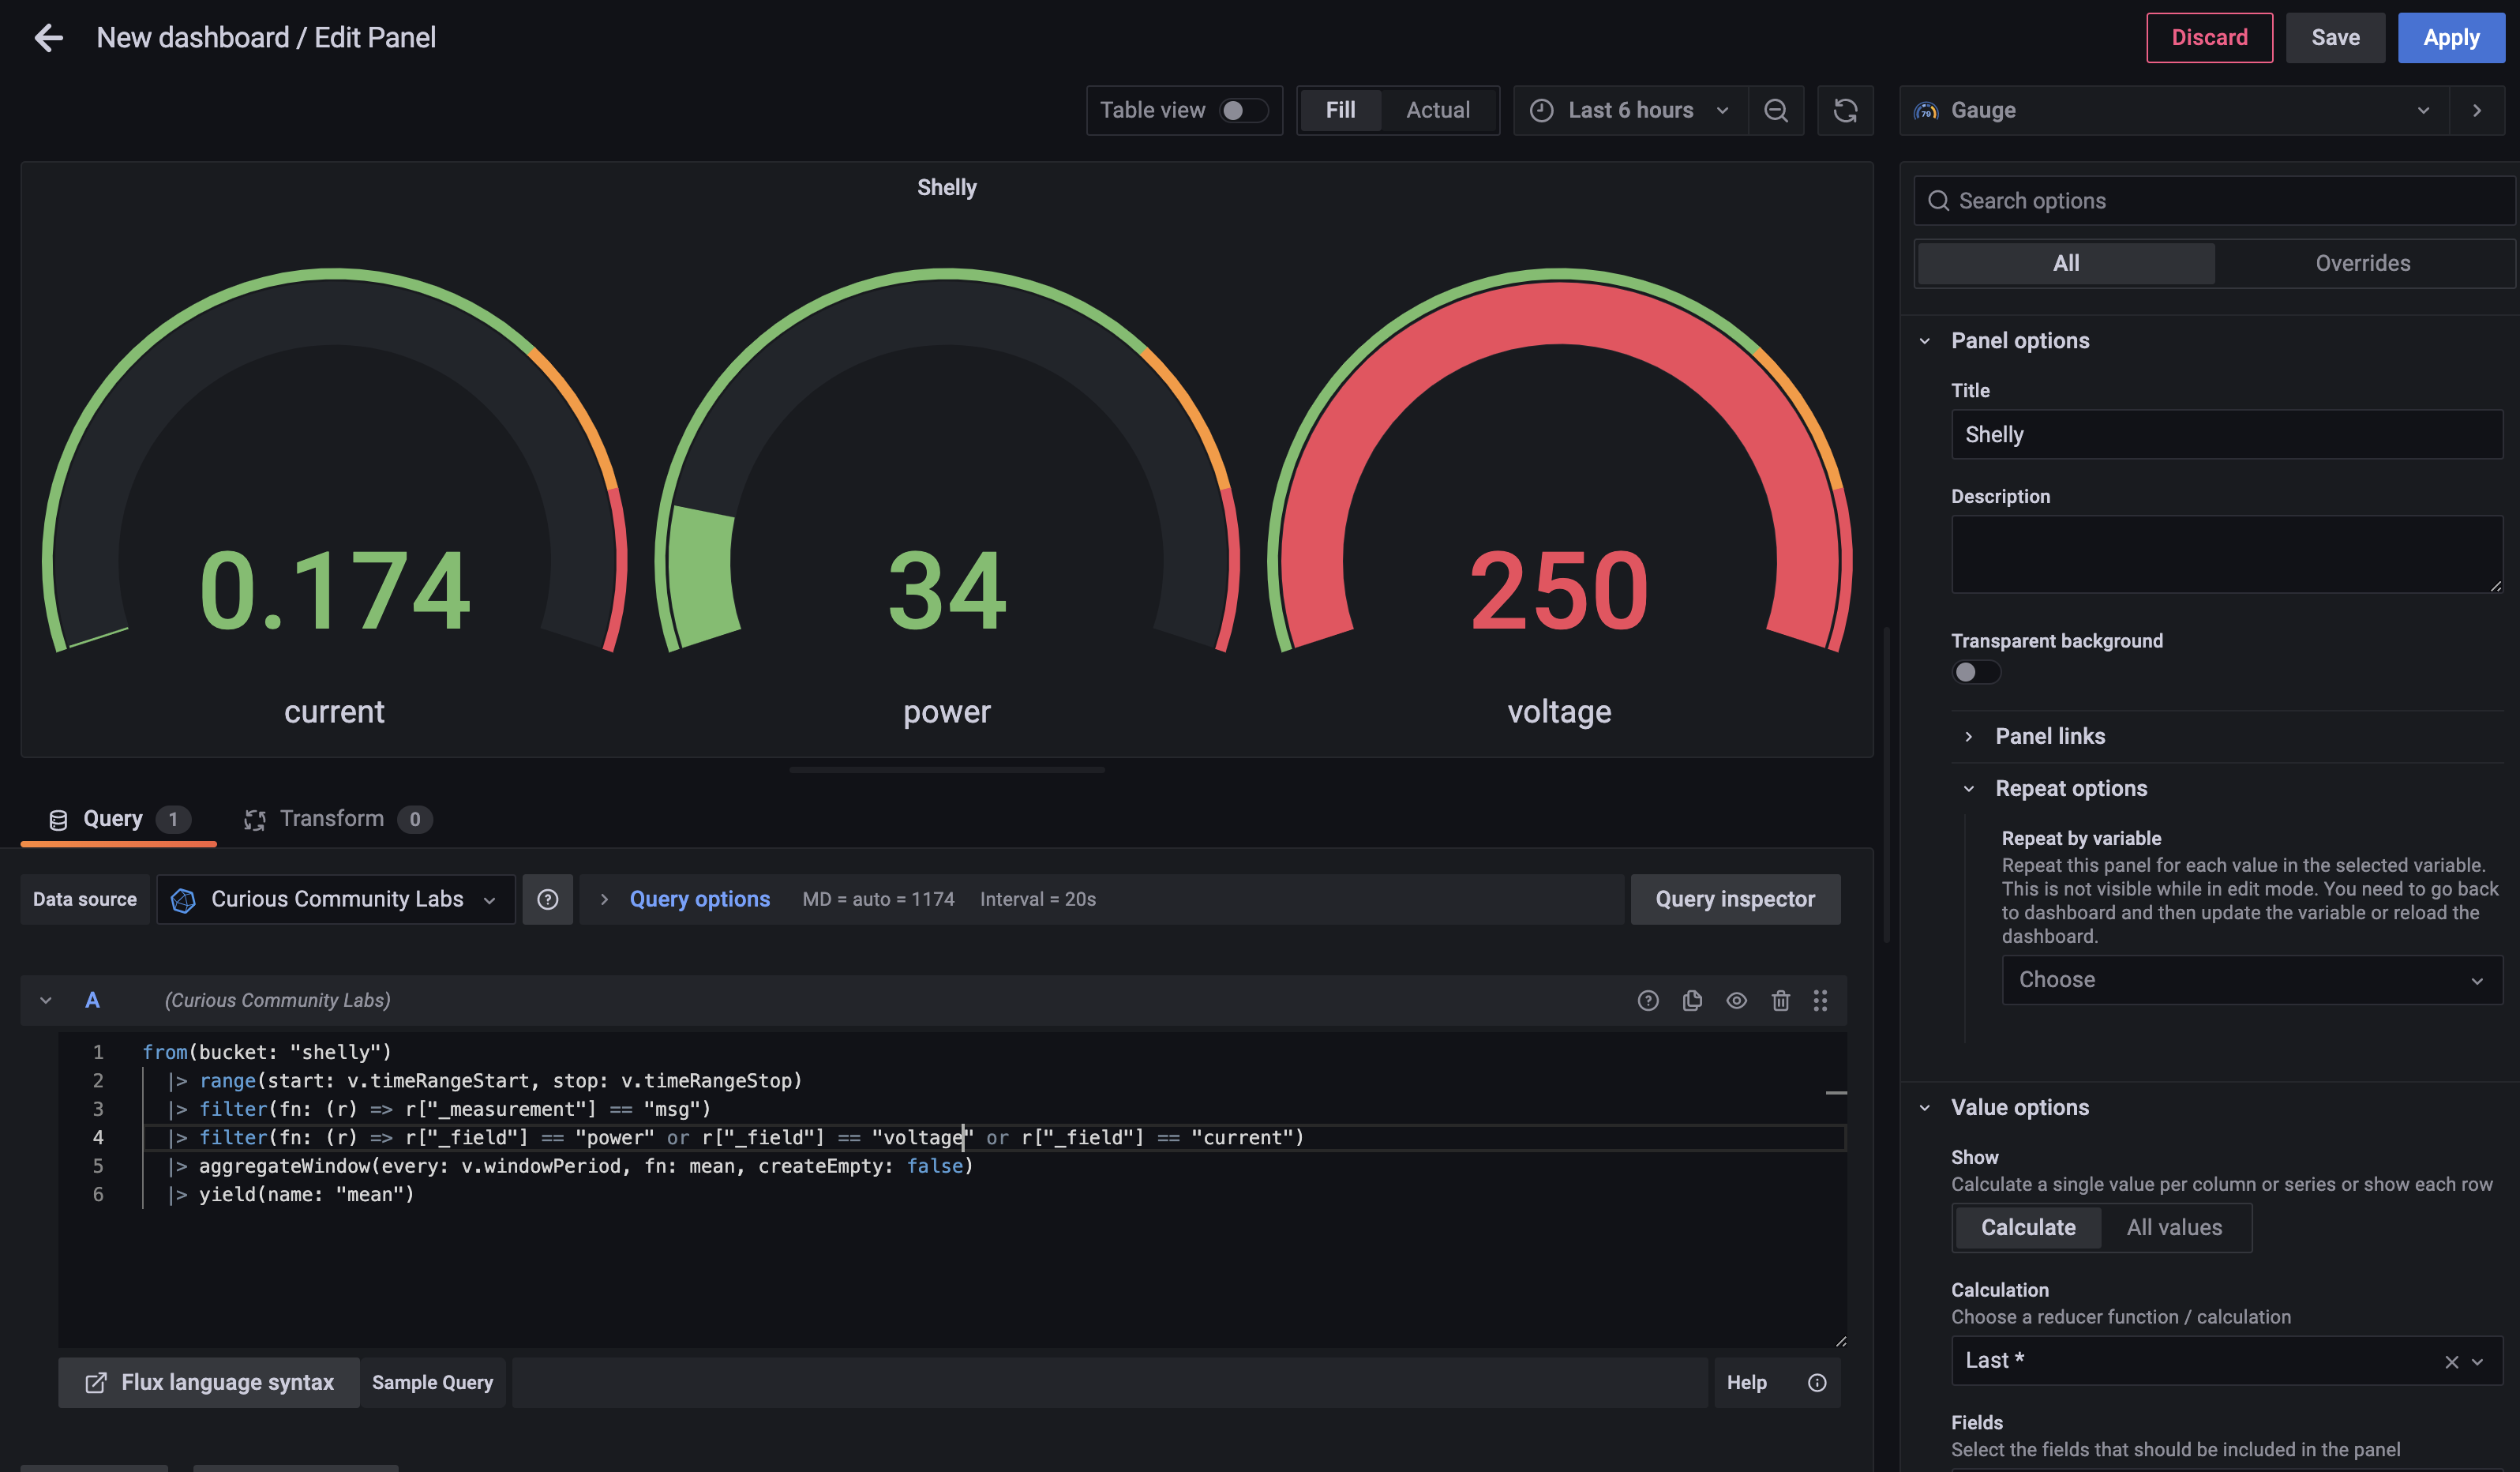 New dashboard / Edit Panel
Discard
Save
Apply
Table view
Fill
Actual
Last 6 hours
79
Gauge
Shelly
0.174
34
250
current
power
voltage
Search options
All
Overrides
Panel options
Title
Shelly
Description
Transparent background
Panel links
Repeat options
Repeat by variable
Repeat this panel for each value in the selected variable.
This is not visible while in edit mode. You need to go back
to dashboard and then update the variable or reload the
dashboard.
Choose
Value options
Show
Calculate a single value per column or series or show each row
Calculate
All values
Calculation
Choose a reducer function / calculation
Last *
Fields
Select the fields that should be included in the panel
Query 1
Transform 0
Data source
Curious Community Labs
Query options
MD = auto = 1174
Interval = 20s
Query inspector
A
(Curious Community Labs)
1 from(bucket: "shelly")
2 |> range(start: v.timeRangeStart, stop: v.timeRangeStop)
3 |> filter(fn: (r) => r["_measurement"] == "msg")
4 |> filter(fn: (r) => r["_field"] == "power" or r["_field"] == "voltage" or r["_field"] == "current")
5 |> aggregateWindow(every: v.windowPeriod, fn: mean, createEmpty: false)
6 |> yield(name: "mean")
Flux language syntax
Sample Query
Help